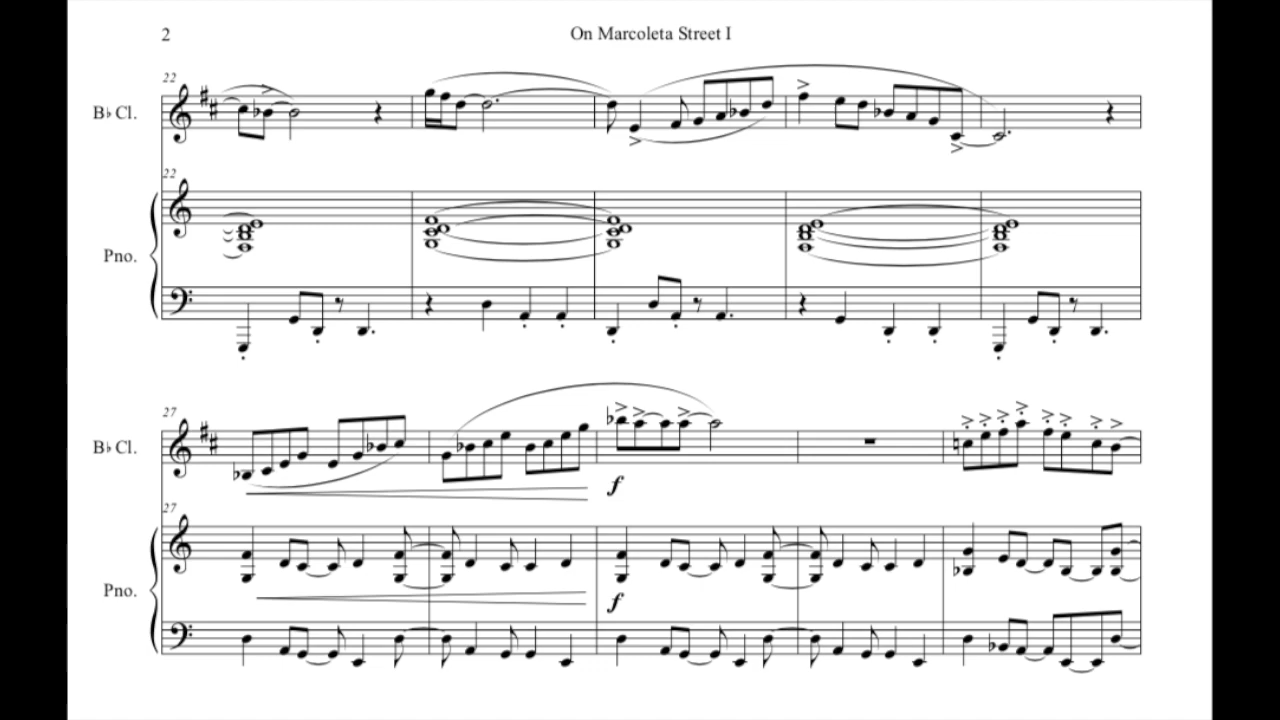 2
On Marcoleta Street I
22
B♭ Cl.
22
Pno.
27
B♭ Cl.
f
27
Pno.
f